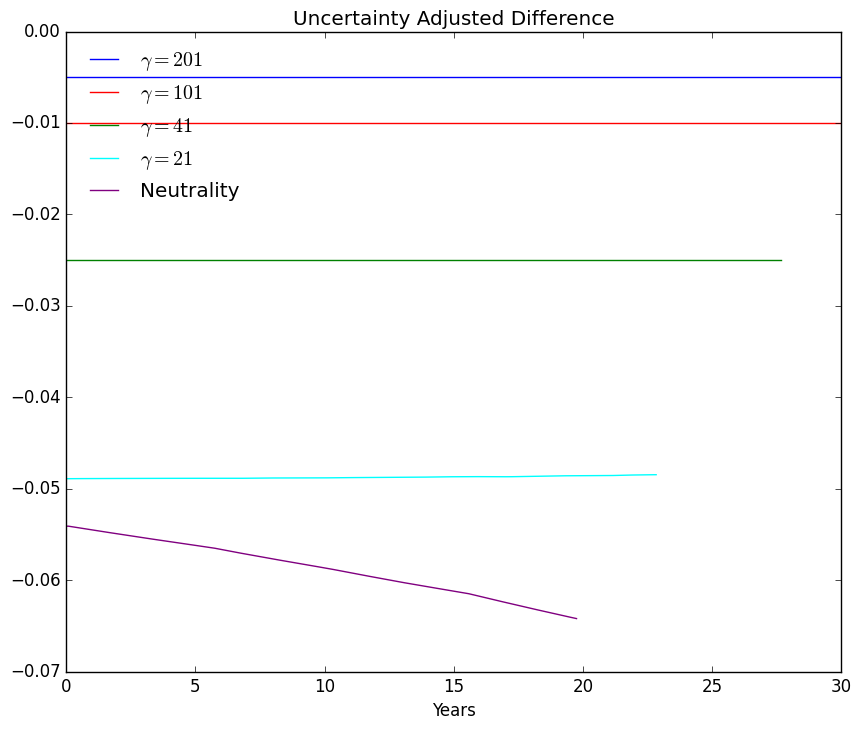 Uncertainty Adjusted Difference
0.00
−0.01
−0.02
−0.03
−0.04
−0.05
−0.06
−0.07
γ = 201
γ = 101
γ = 41
γ = 21
Neutrality
0 5 10 15 20 25 30
Years